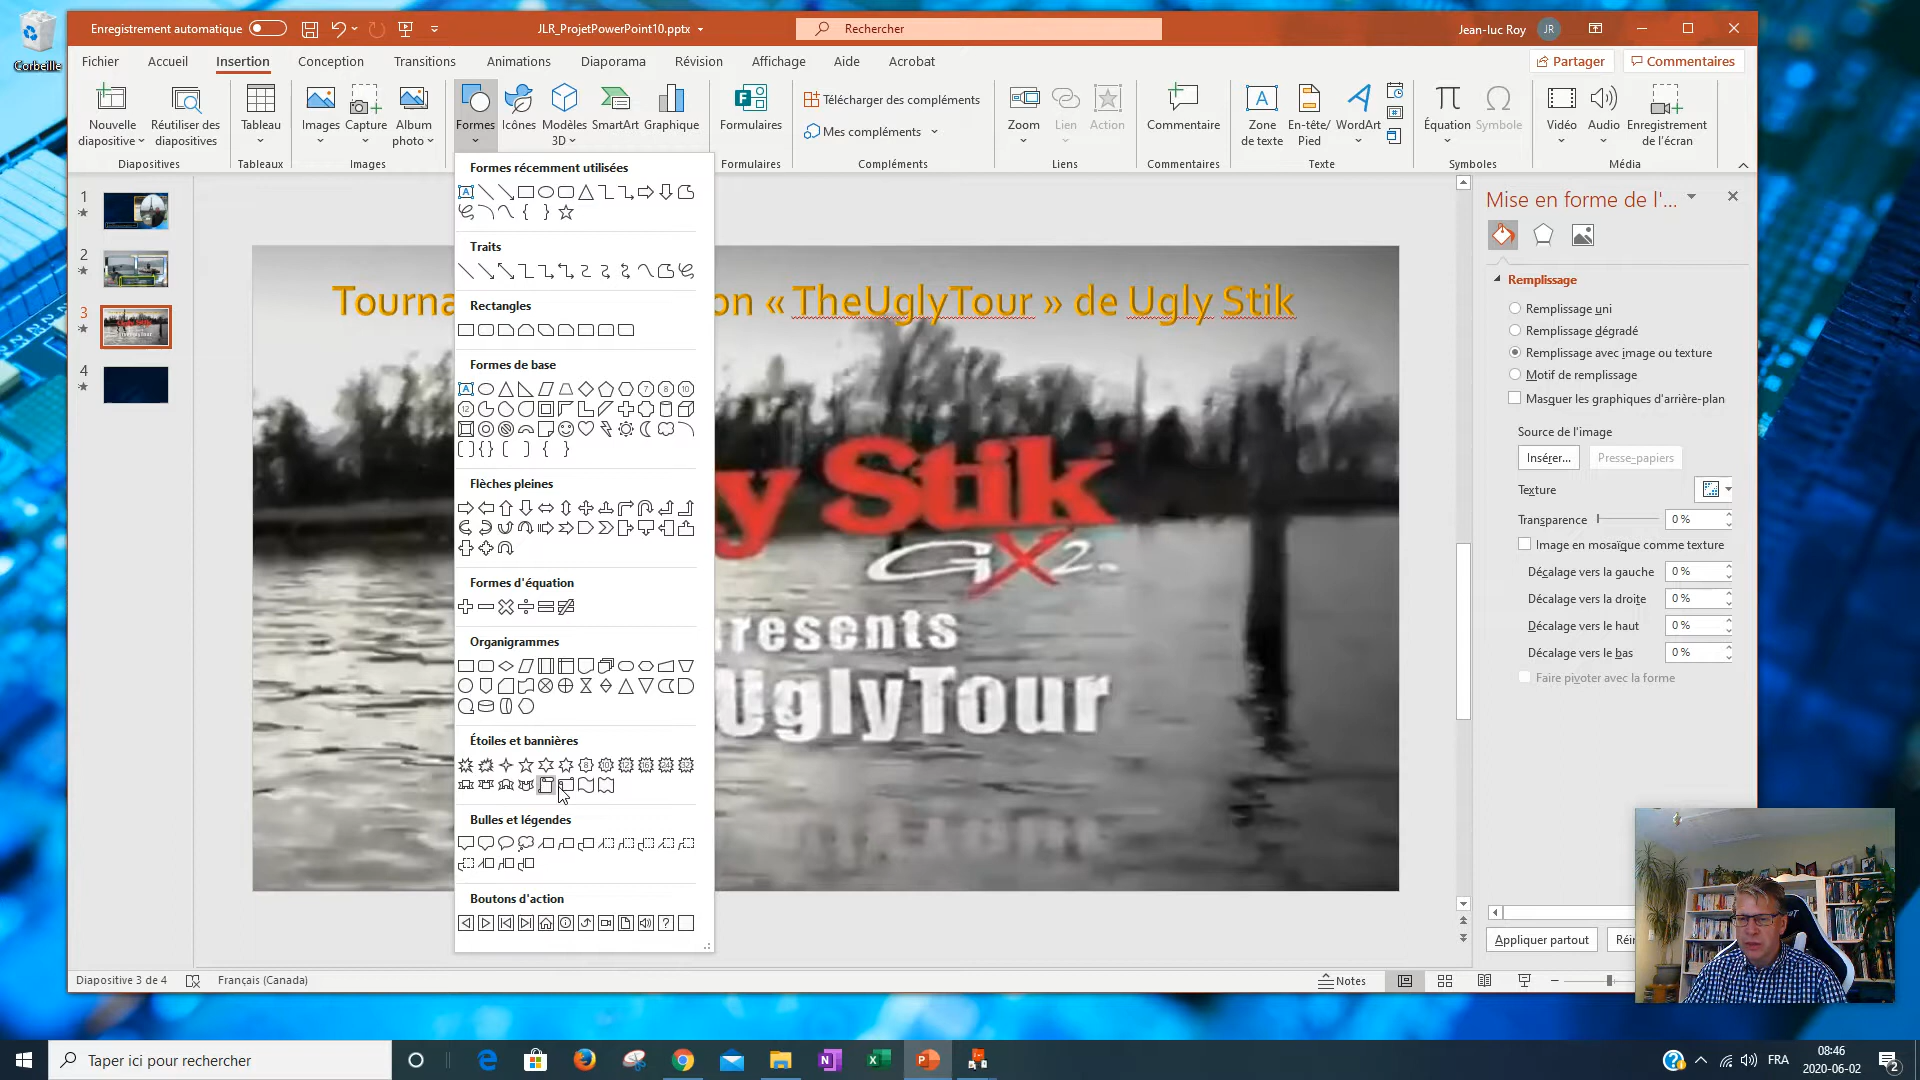 Corbeille
Enregistrement automatique
JLR_ProjetPowerPoint10.pptx
Rechercher
Jean-luc Roy
JR
Fichier
Accueil
Insertion
Conception
Transitions
Animations
Diaporama
Révision
Affichage
Aide
Acrobat
Partager
Commentaires
Nouvelle diapositive
Réutiliser des diapositives
Tableau
Images
Capture
Album photo
Formes
Icônes
Modèles 3D
SmartArt
Graphique
Formulaires
Télécharger des compléments
Mes compléments
Zoom
Lien
Action
Commentaire
Zone de texte
En-tête/ Pied
WordArt
Équation
Symbole
Vidéo
Audio
Enregistrement de l'écran
Diapositives
Tableaux
Images
Formulaires
Compléments
Liens
Commentaires
Texte
Symboles
Média
Formes récemment utilisées
Traits
Rectangles
Formes de base
Flèches pleines
Formes d'équation
Organigrammes
Étoiles et bannières
Bulles et légendes
Boutons d'action
1
2
3
4
Tourna
on « TheUglyTour » de Ugly Stik
y Stik
GX2
resents
UglyTour
Mise en forme de l'...
Remplissage
Remplissage uni
Remplissage dégradé
Remplissage avec image ou texture
Motif de remplissage
Masquer les graphiques d'arrière-plan
Source de l'image
Insérer...
Presse-papiers
Texture
Transparence
0 %
Image en mosaïque comme texture
Décalage vers la gauche
0 %
Décalage vers la droite
0 %
Décalage vers le haut
0 %
Décalage vers le bas
0 %
Faire pivoter avec la forme
Appliquer partout
Réi
Diapositive 3 de 4
Français (Canada)
Notes
Taper ici pour rechercher
FRA
08:46
2020-06-02
2